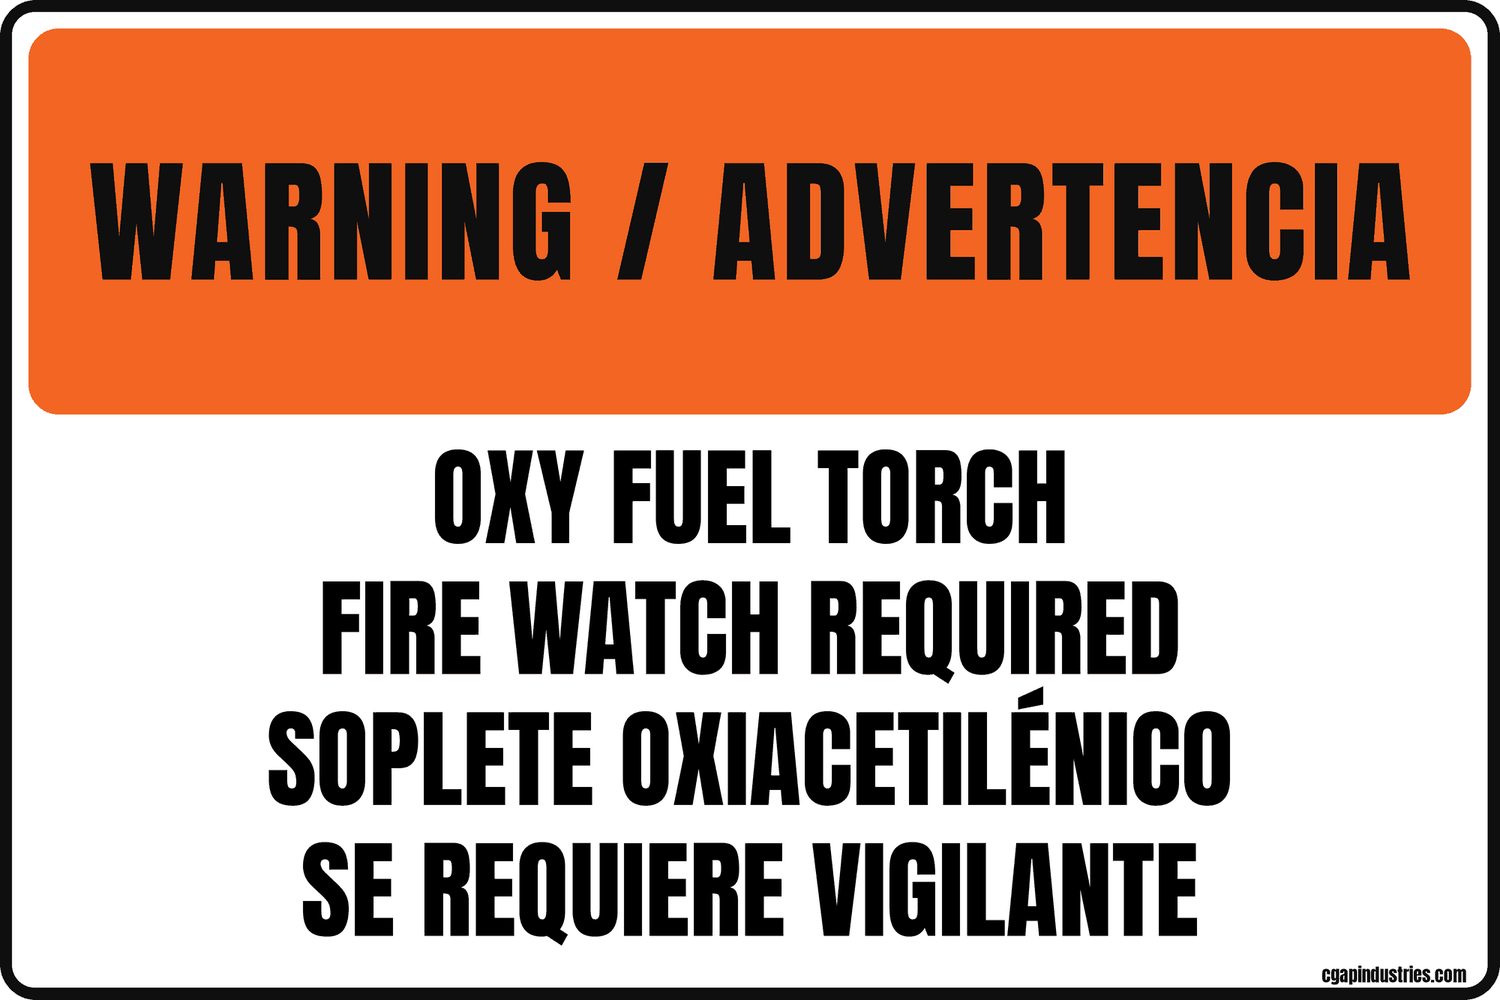 WARNING / ADVERTENCIA
OXY FUEL TORCH
FIRE WATCH REQUIRED
SOPLETE OXIACETILÉNICO
SE REQUIERE VIGILANTE
cgapindustries.com